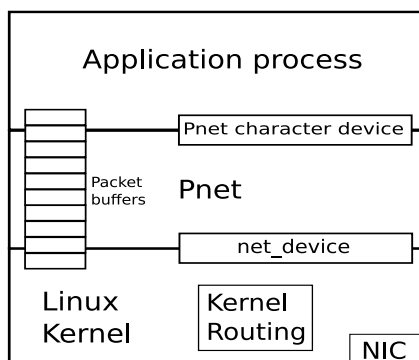 Application process
Pnet character device
Packet
buffers
Pnet
net_device
Linux
Kernel
Kernel
Routing
NIC